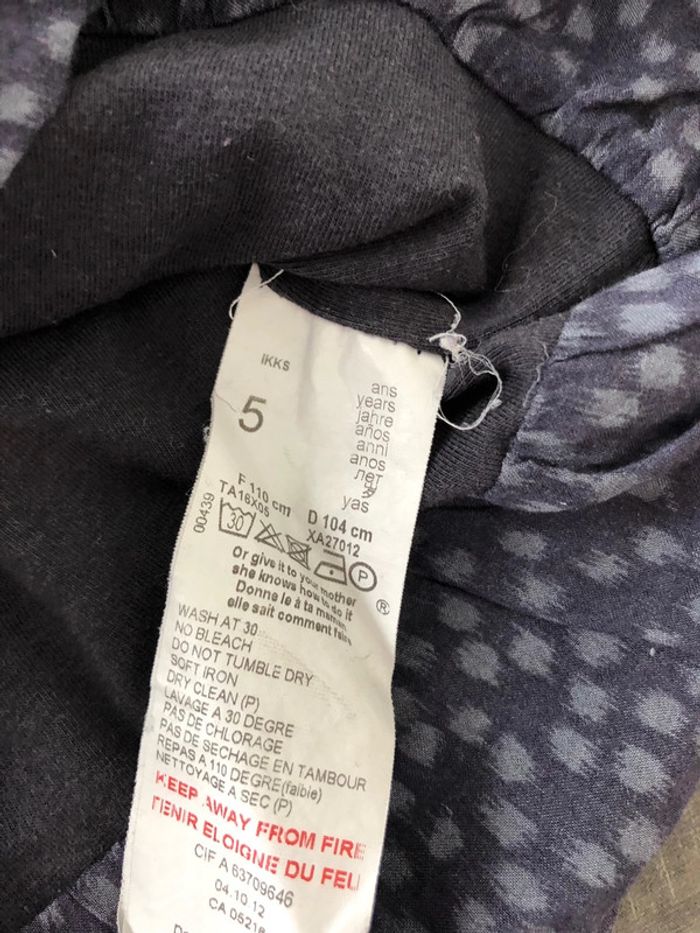 IKKS
5
ans
years
jahre
años
anni
anos
лет
yas
F 110 cm D 104 cm
TA16X05 XA27012
00439
30
P
Or give it to your mother
she knows how to do it
Donne le à ta maman
elle sait comment faire
®
WASH AT 30
NO BLEACH
DO NOT TUMBLE DRY
SOFT IRON
DRY CLEAN (P)
LAVAGE A 30 DEGRE
PAS DE CHLORAGE
PAS DE SECHAGE EN TAMBOUR
REPAS A 110 DEGRE(faible)
NETTOYAGE A SEC (P)
KEEP AWAY FROM FIRE
TENIR ELOIGNE DU FEU
CIF A 63709646
04.10.12
CA 05218